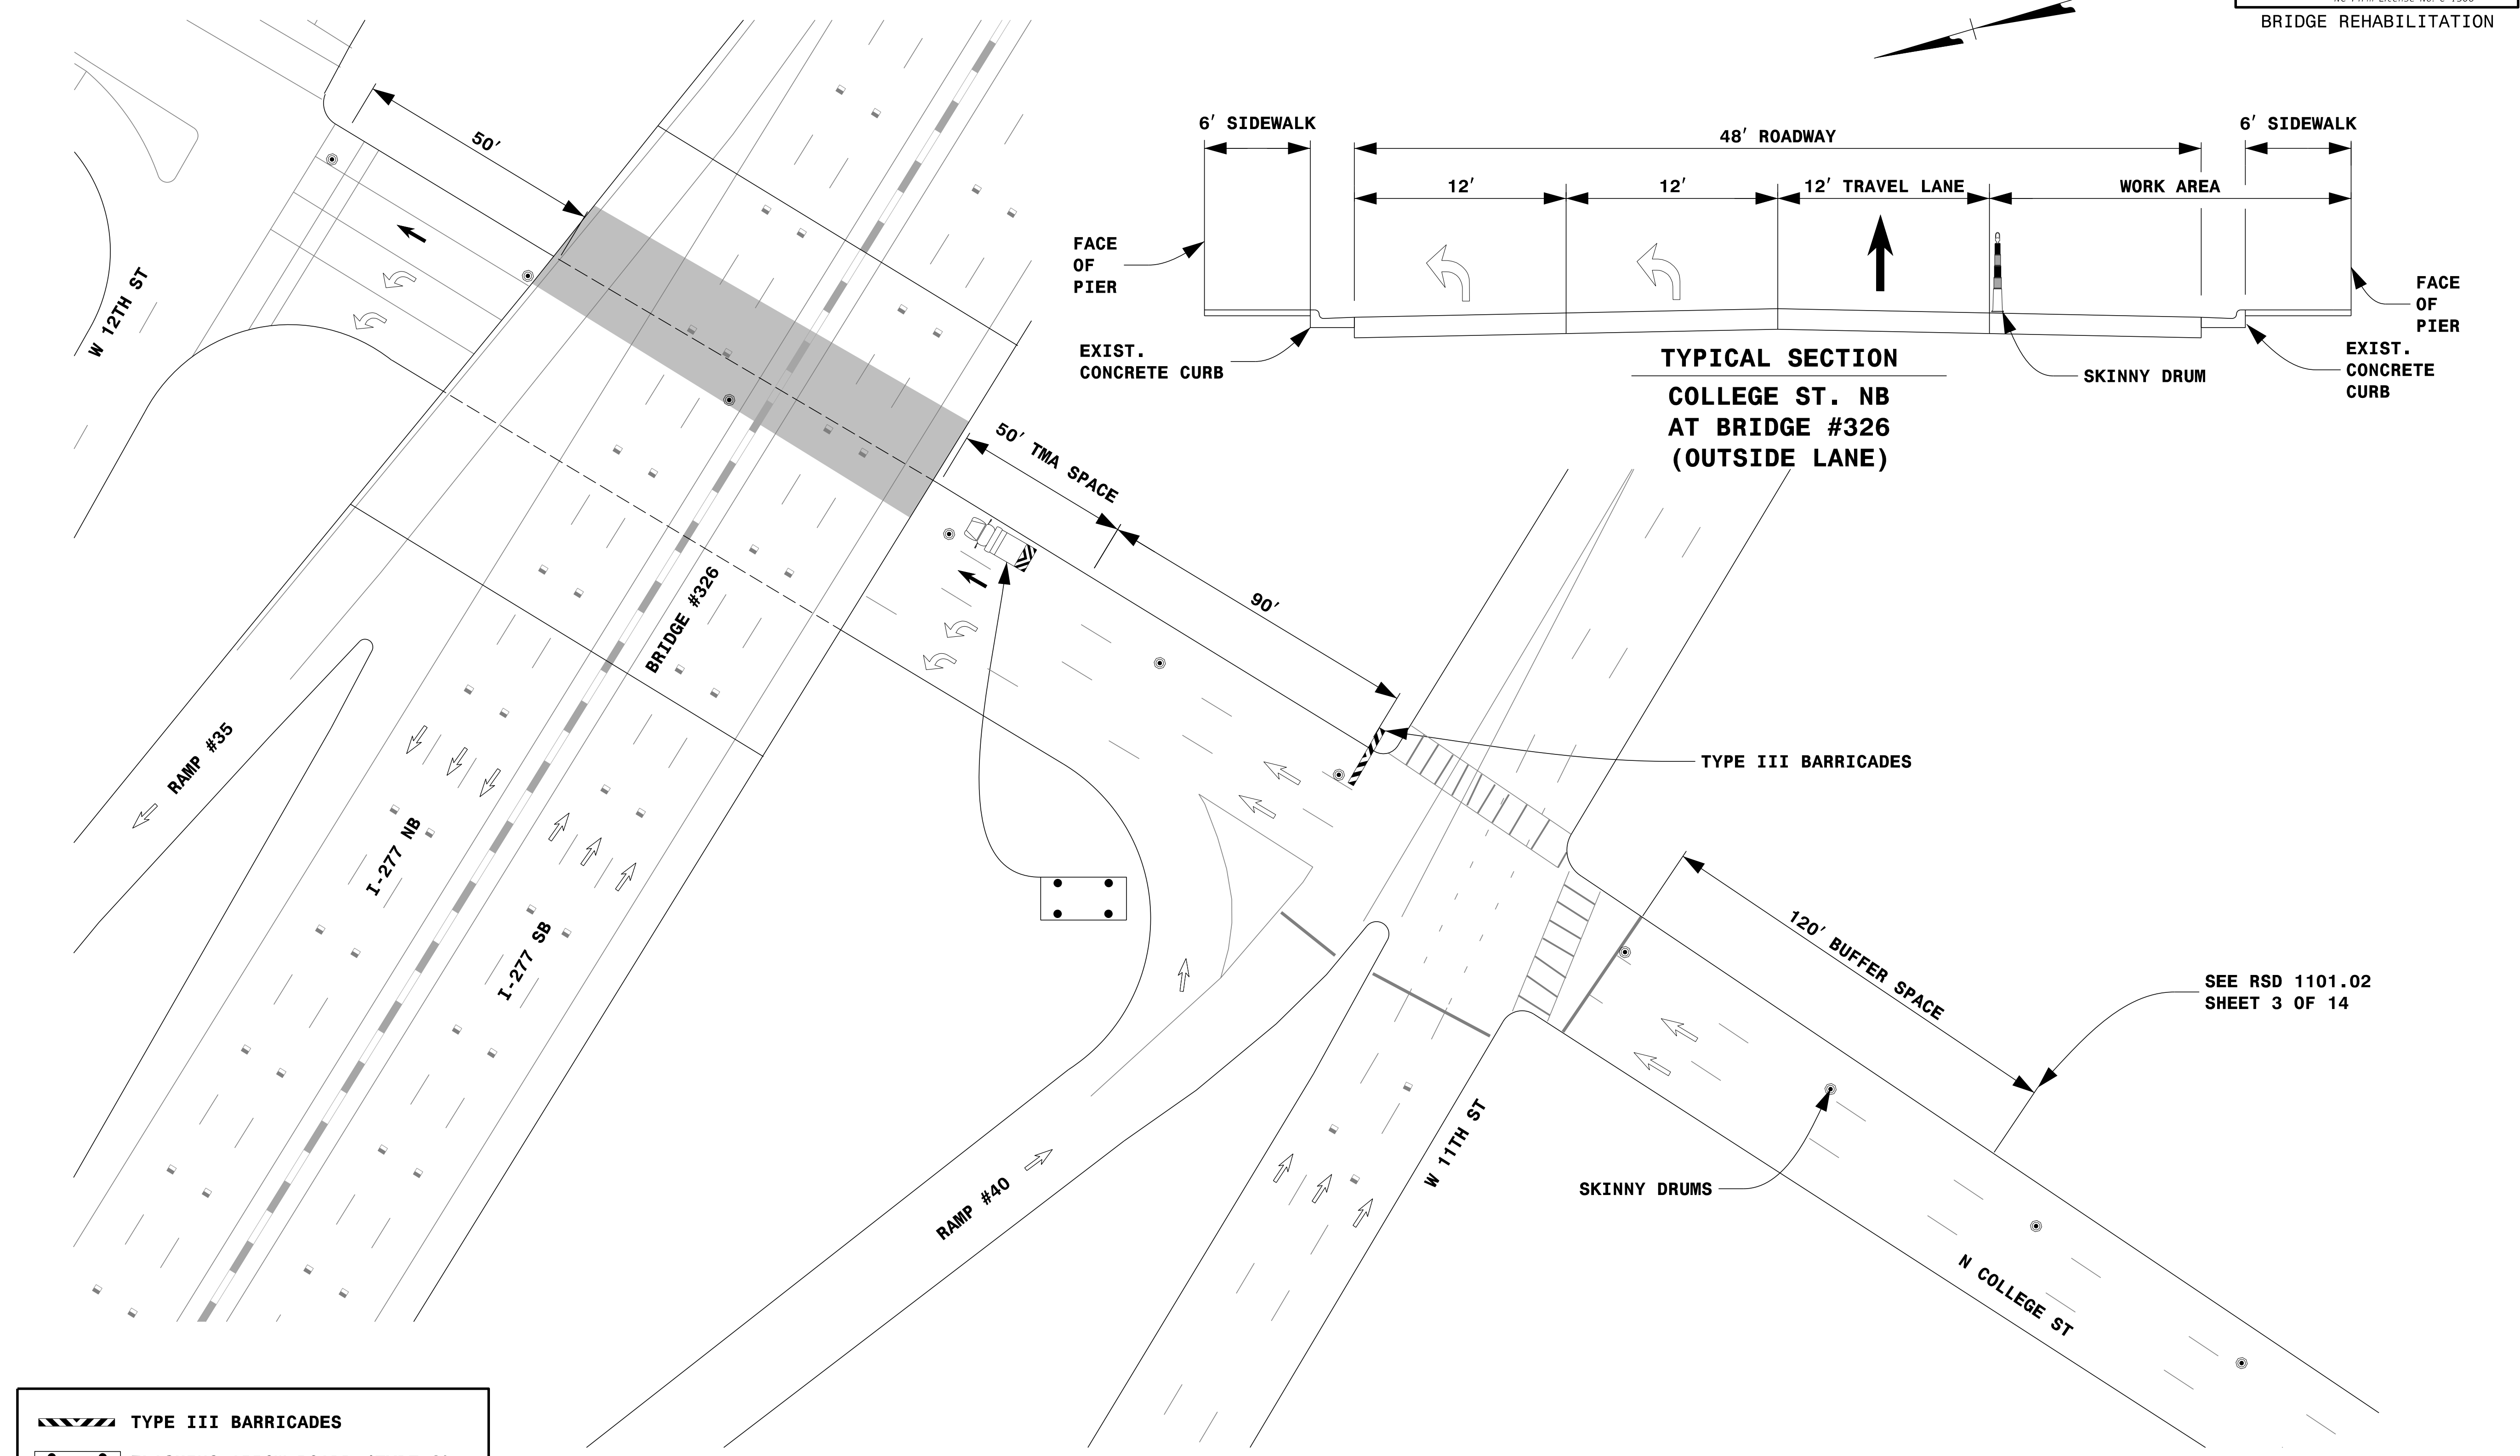 BRIDGE REHABILITATION
6' SIDEWALK
6' SIDEWALK
48' ROADWAY
12'
12'
12' TRAVEL LANE
WORK AREA
FACE
OF
PIER
FACE
OF
PIER
EXIST.
CONCRETE CURB
EXIST.
CONCRETE
CURB
SKINNY DRUM
TYPICAL SECTION
COLLEGE ST. NB
AT BRIDGE #326
(OUTSIDE LANE)
50'
W 12TH ST
50' TMA SPACE
90'
BRIDGE #326
RAMP #35
TYPE III BARRICADES
I-277 NB
I-277 SB
120' BUFFER SPACE
SEE RSD 1101.02
SHEET 3 OF 14
W 11TH ST
RAMP #40
SKINNY DRUMS
N COLLEGE ST
TYPE III BARRICADES